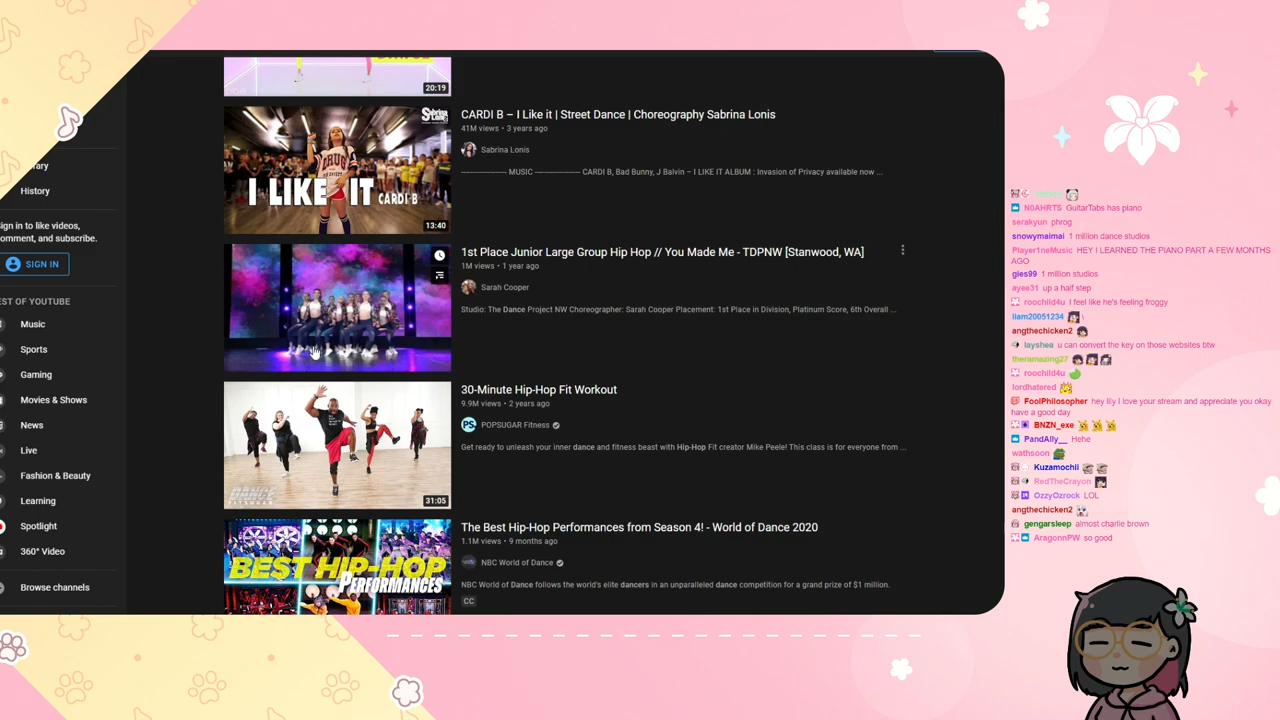 rary
History
ign in to like videos,
omment, and subscribe.
SIGN IN
EST OF YOUTUBE
Music
Sports
Gaming
Movies & Shows
News
Live
Fashion & Beauty
Learning
Spotlight
360° Video
Browse channels
20:19
Sabrina Lonis
DRUG
I LIKE IT CARDI B
13:40
CARDI B – I Like it | Street Dance | Choreography Sabrina Lonis
41M views • 3 years ago
Sabrina Lonis
------------------ MUSIC ------------------ CARDI B, Bad Bunny, J Balvin – I LIKE IT ALBUM : Invasion of Privacy available now ...
1st Place Junior Large Group Hip Hop // You Made Me - TDPNW [Stanwood, WA]
1M views • 1 year ago
Sarah Cooper
Studio: The Dance Project NW Choreographer: Sarah Cooper Placement: 1st Place in Division, Platinum Score, 6th Overall ...
DANCE
31:05
30-Minute Hip-Hop Fit Workout
9.9M views • 2 years ago
PS
POPSUGAR Fitness
Get ready to unleash your inner dance and fitness beast with Hip-Hop Fit creator Mike Peele! This class is for everyone from ...
BEST HIP-HOP
PERFORMANCES
The Best Hip-Hop Performances from Season 4! - World of Dance 2020
1.1M views • 9 months ago
NBC World of Dance
NBC World of Dance follows the world's elite dancers in an unparalleled dance competition for a grand prize of $1 million.
CC
N0AHRTS GuitarTabs has piano
serakyun phrog
snowymaimai 1 million dance studios
Player1neMusic HEY I LEARNED THE PIANO PART A FEW MONTHS
AGO
gies99 1 million studios
ayee31 up a half step
roochild4u I feel like he's feeling froggy
liam20051234 \
angthechicken2
layshea u can convert the key on those websites btw
theramazing27
roochild4u
lordhatered
FoolPhilosopher hey lily I love your stream and appreciate you okay
have a good day
BNZN_exe
PandAlly__ Hehe
wathsoon
Kuzamochii
RedTheCrayon
OzzyOzrock LOL
angthechicken2
gengarsleep almost charlie brown
AragonnPW so good